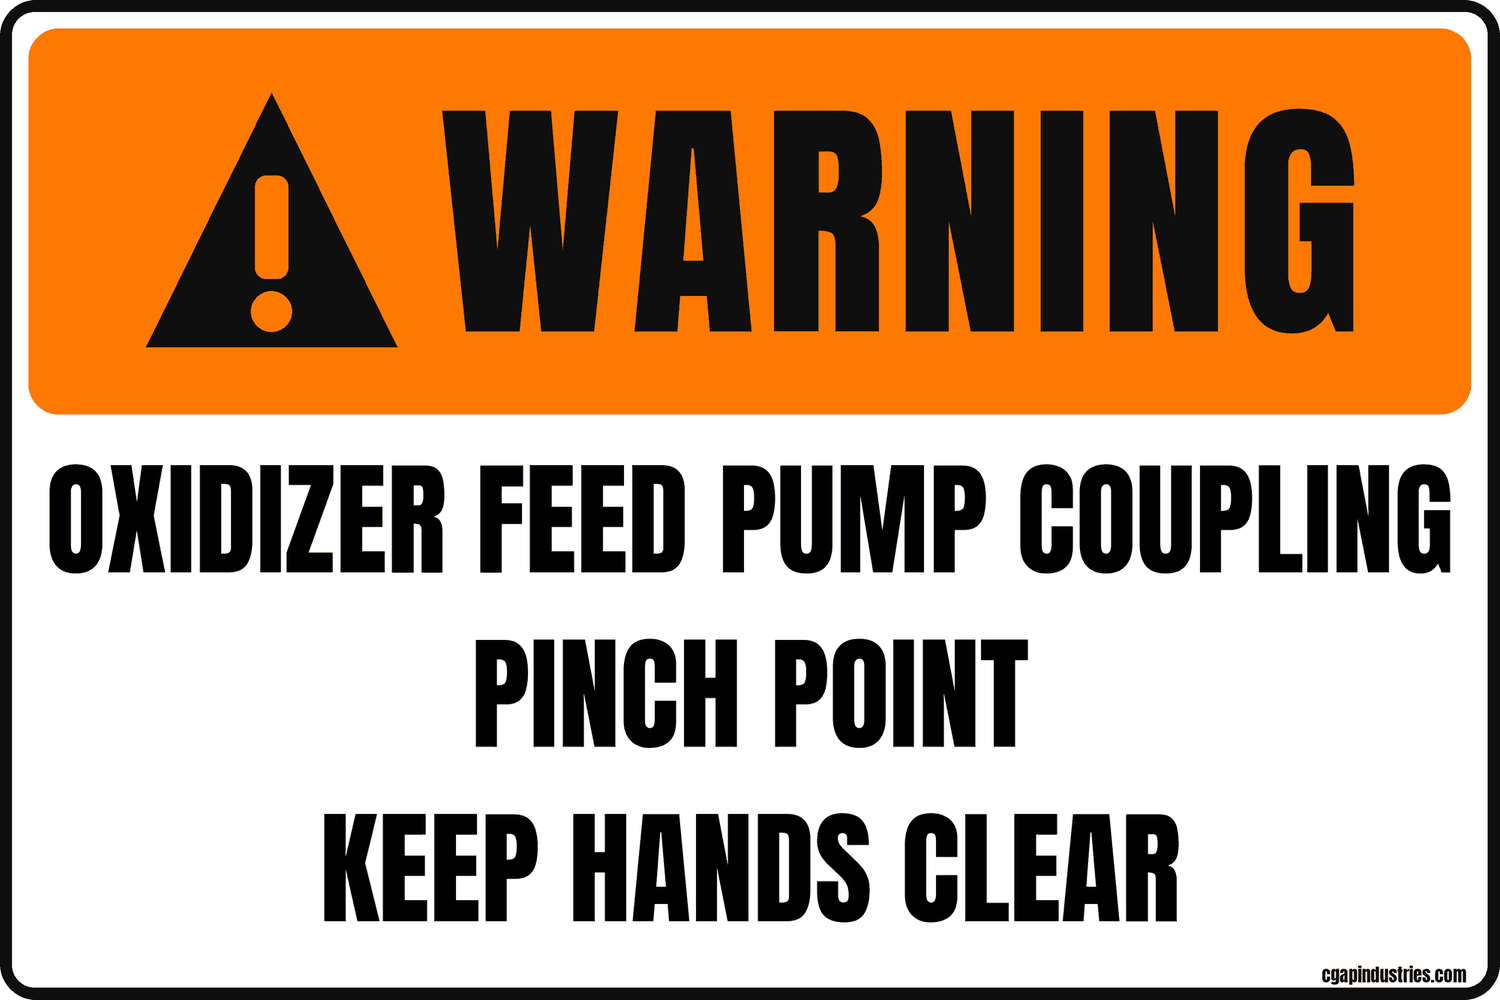 WARNING
OXIDIZER FEED PUMP COUPLING
PINCH POINT
KEEP HANDS CLEAR
cgapindustries.com